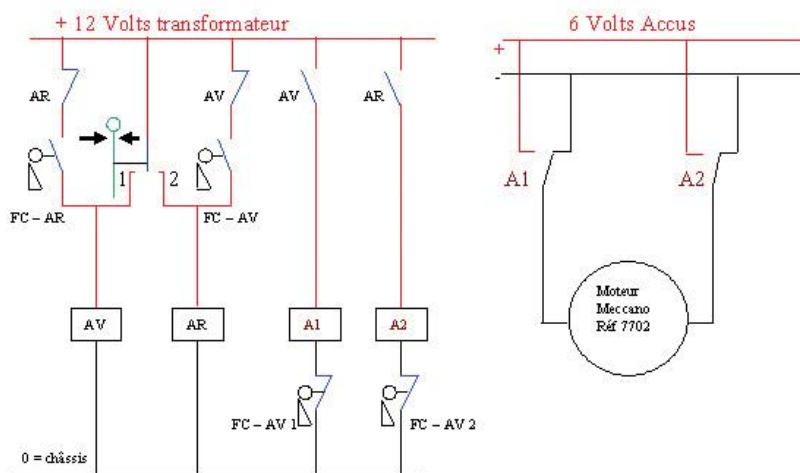 + 12 Volts transformateur
6 Volts Accus
+
-
AR
AV
AV
AR
1
2
A1
A2
FC – AR
FC – AV
AV
AR
A1
A2
Moteur
Meccano
Réf 7702
FC – AV 1
FC – AV 2
0 = châssis